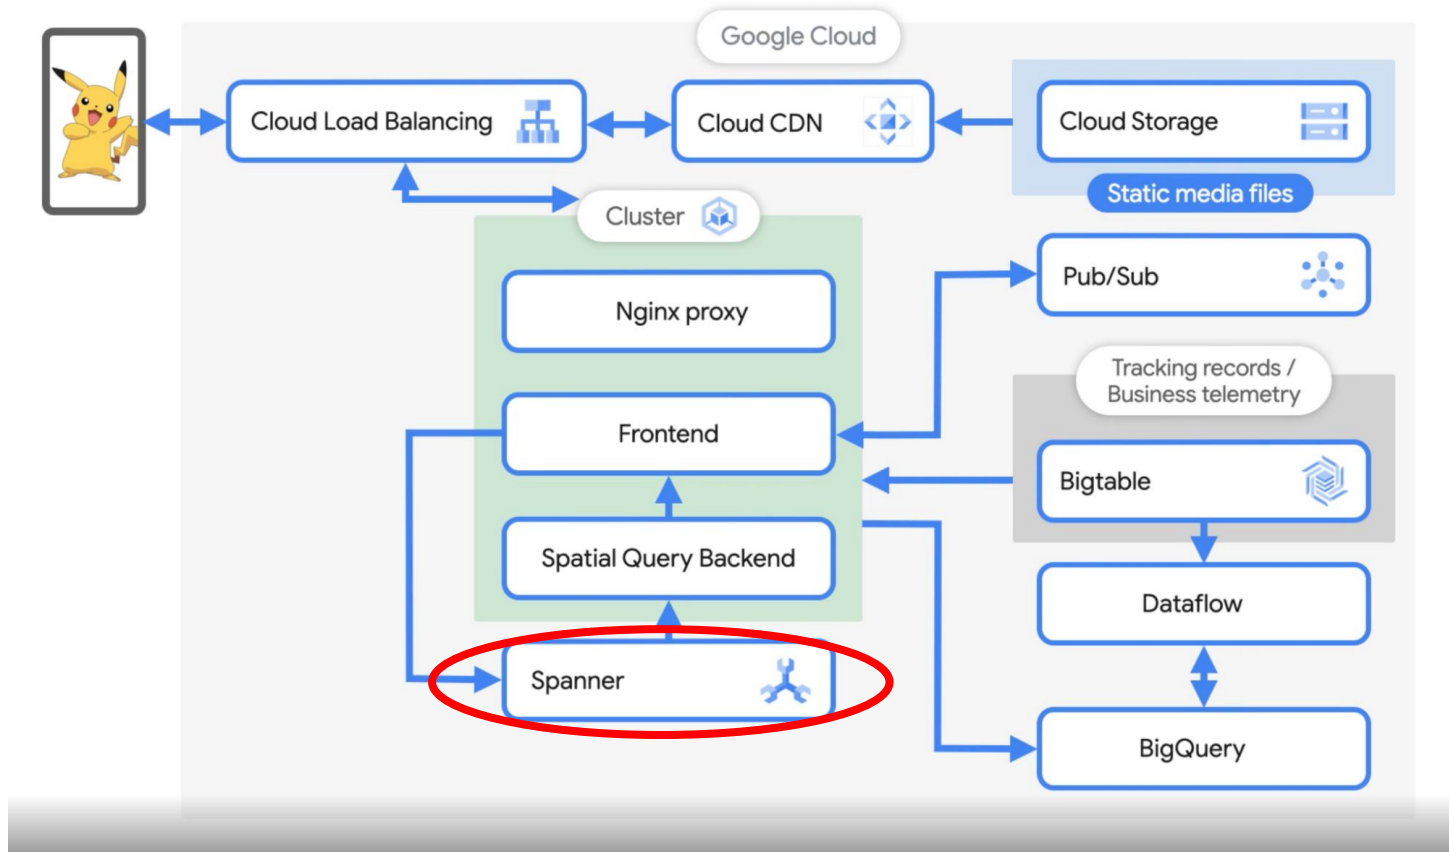 Google Cloud
Cloud Load Balancing
Cloud CDN
Cloud Storage
Static media files
Cluster
Nginx proxy
Pub/Sub
Tracking records /
Business telemetry
Frontend
Bigtable
Spatial Query Backend
Dataflow
Spanner
BigQuery